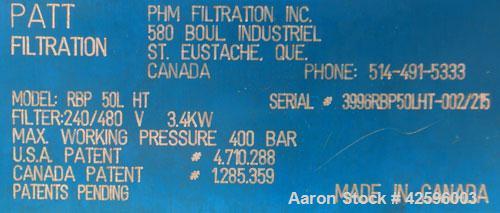 PATT
FILTRATION
PHM FILTRATION INC.
580 BOUL INDUSTRIEL
ST. EUSTACHE, QUE.
CANADA PHONE: 514-491-5333
MODEL: RBP 50L HT SERIAL # 3996RBP50LHT-002/215
FILTER:240/480 V 3.4KW
MAX. WORKING PRESSURE 400 BAR
U.S.A. PATENT # 4.710.288
CANADA PATENT # 1.285.359
PATENTS PENDING MADE IN CANADA
Aaron Stock # 42596003